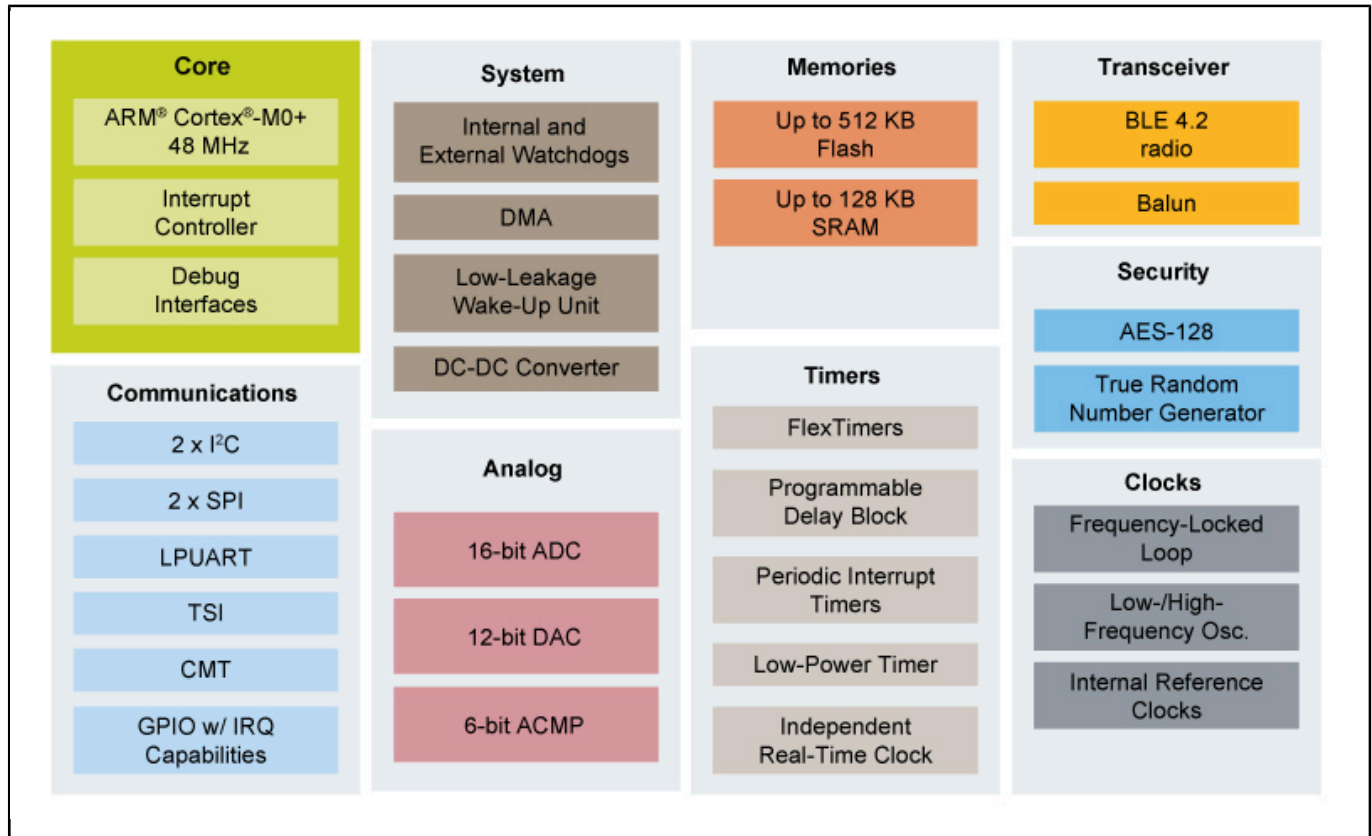 Core
ARM® Cortex®-M0+
48 MHz
Interrupt
Controller
Debug
Interfaces
Communications
2 x I²C
2 x SPI
LPUART
TSI
CMT
GPIO w/ IRQ
Capabilities
System
Internal and
External Watchdogs
DMA
Low-Leakage
Wake-Up Unit
DC-DC Converter
Analog
16-bit ADC
12-bit DAC
6-bit ACMP
Memories
Up to 512 KB
Flash
Up to 128 KB
SRAM
Timers
FlexTimers
Programmable
Delay Block
Periodic Interrupt
Timers
Low-Power Timer
Independent
Real-Time Clock
Transceiver
BLE 4.2
radio
Balun
Security
AES-128
True Random
Number Generator
Clocks
Frequency-Locked
Loop
Low-/High-
Frequency Osc.
Internal Reference
Clocks